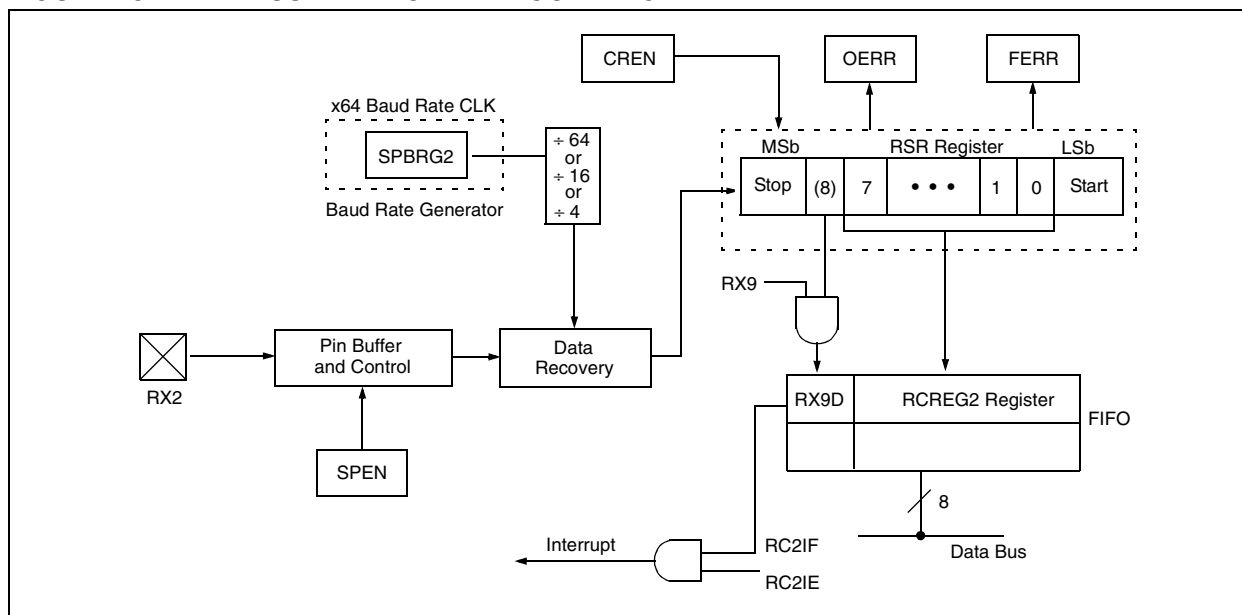 CREN
OERR
FERR
x64 Baud Rate CLK
SPBRG2
Baud Rate Generator
÷ 64
or
÷ 16
or
÷ 4
MSb
RSR Register
LSb
Stop
(8)
7
• • •
1
0
Start
RX9
RX2
Pin Buffer
and Control
Data
Recovery
SPEN
RX9D
RCREG2 Register
FIFO
8
Data Bus
Interrupt
RC2IF
RC2IE